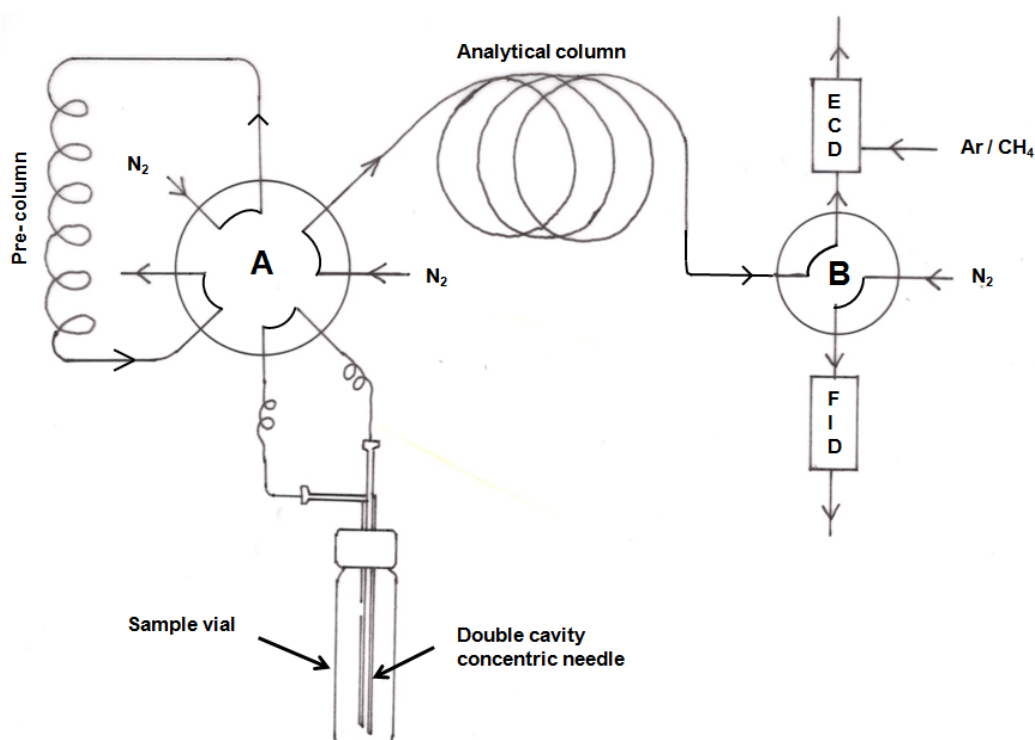 Analytical column
Pre- column
N₂
A
N₂
E
C
D
Ar / CH₄
B
N₂
F
I
D
Sample vial
Double cavity
concentric needle